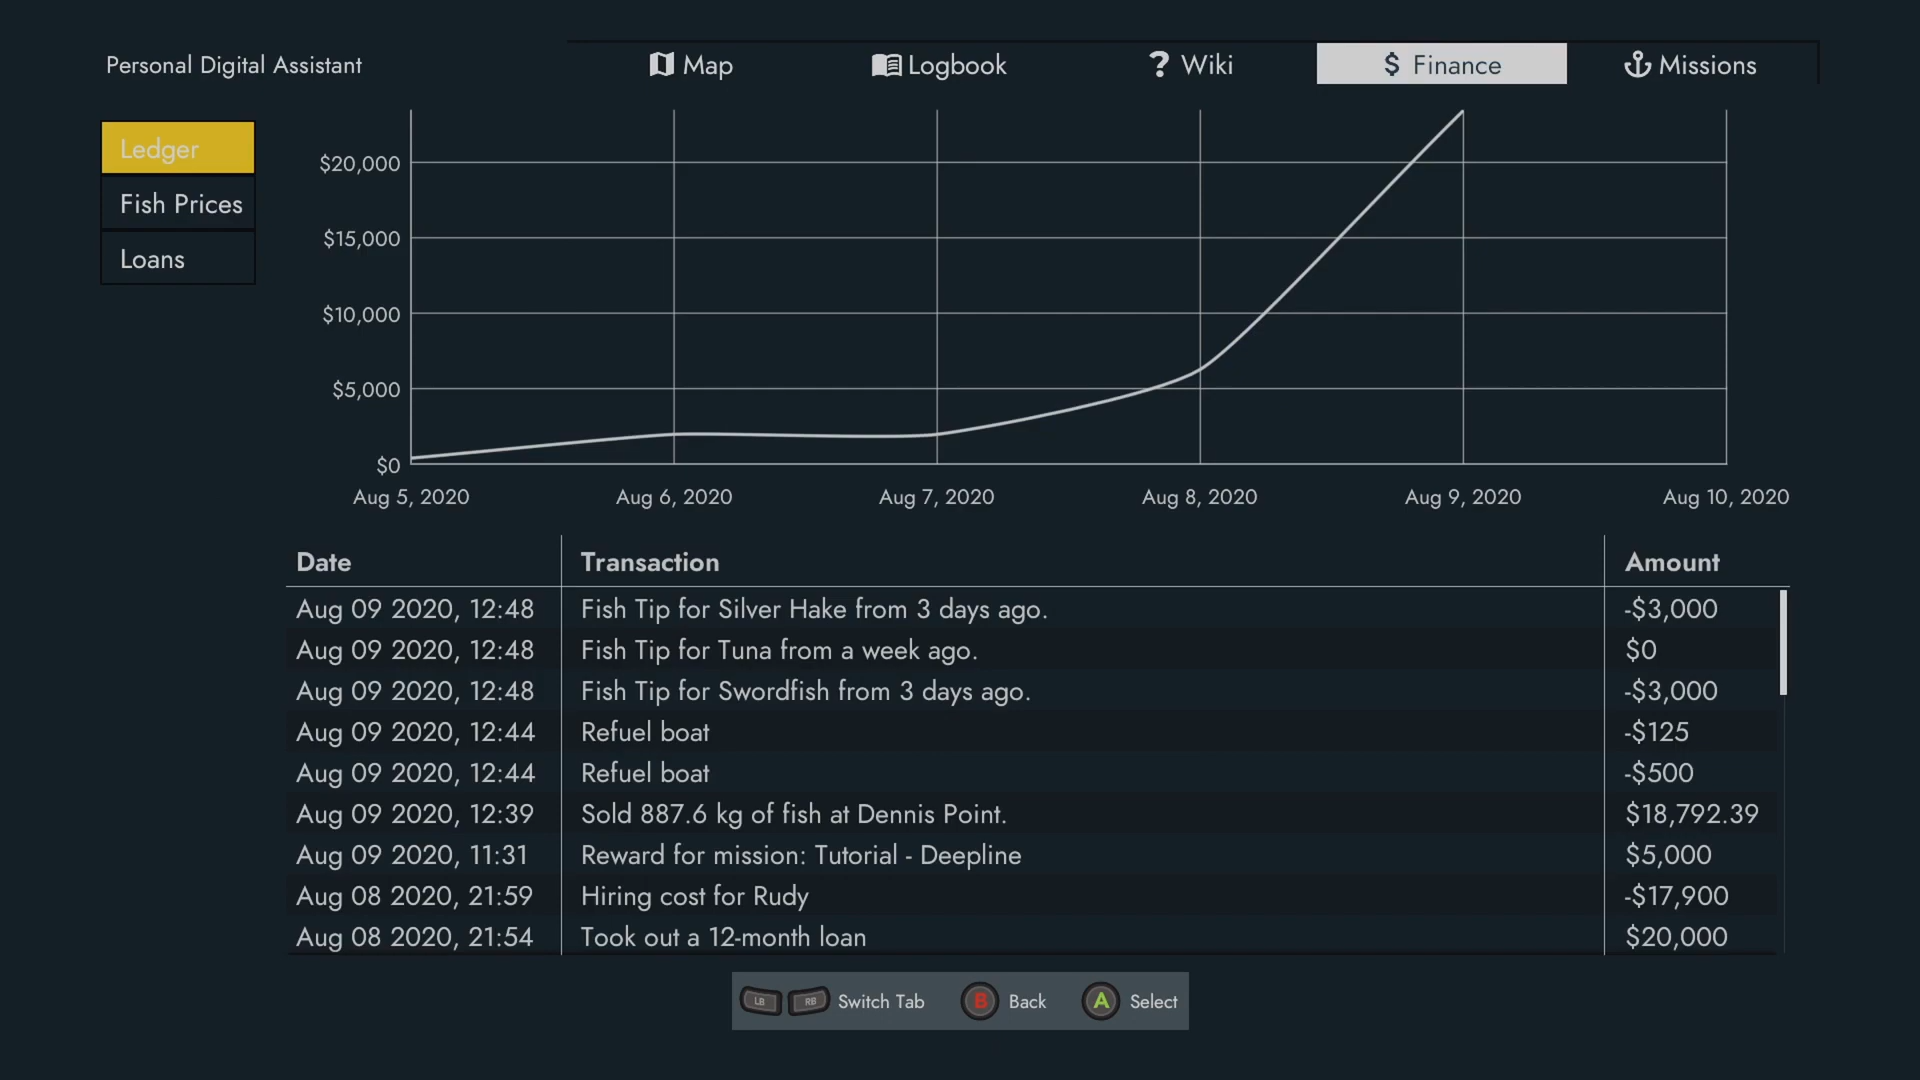 Personal Digital Assistant
Map
Logbook
? Wiki
$ Finance
Missions
Ledger
Fish Prices
Loans
$20,000
$15,000
$10,000
$5,000
$0
Aug 5, 2020 Aug 6, 2020 Aug 7, 2020 Aug 8, 2020 Aug 9, 2020 Aug 10, 2020
Date Transaction Amount
Aug 09 2020, 12:48 Fish Tip for Silver Hake from 3 days ago. -$3,000
Aug 09 2020, 12:48 Fish Tip for Tuna from a week ago. $0
Aug 09 2020, 12:48 Fish Tip for Swordfish from 3 days ago. -$3,000
Aug 09 2020, 12:44 Refuel boat -$125
Aug 09 2020, 12:44 Refuel boat -$500
Aug 09 2020, 12:39 Sold 887.6 kg of fish at Dennis Point. $18,792.39
Aug 09 2020, 11:31 Reward for mission: Tutorial - Deepline $5,000
Aug 08 2020, 21:59 Hiring cost for Rudy -$17,900
Aug 08 2020, 21:54 Took out a 12-month loan $20,000
LB RB Switch Tab B Back A Select